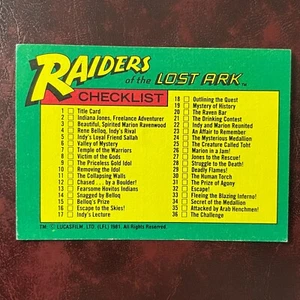 RAIDERS
of the LOST ARK™
CHECKLIST
1 Title Card
2 Indiana Jones, Freelance Adventurer
3 Beautiful, Spirited Marion Ravenwood
4 Rene Belloq, Indy's Rival
5 Indy's Loyal Friend Sallah
6 Valley of Mystery
7 Temple of the Warriors
8 Victim of the Gods
9 The Priceless Gold Idol
10 Removing the Idol
11 The Collapsing Walls
12 Chased . . . by a Boulder!
13 Fearsome Hovitos Indians
14 Snagged by Belloq
15 Belloq's Prize
16 Escape to the Skies!
17 Indy's Lecture
18 Outlining the Quest
19 Mystery of History
20 The Raven Bar
21 The Drinking Contest
22 Indy and Marion Reunited
23 An Affair to Remember
24 The Mysterious Medallion
25 The Creature Called Toht
26 Marion in a Jam!
27 Jones to the Rescue!
28 Struggle to the Death!
29 Deadly Flames!
30 The Human Torch
31 The Prize of Agony
32 Escape!
33 Fleeing the Blazing Inferno!
34 Secret of the Medallion
35 Attacked by Arab Henchmen!
36 The Challenge
TM: © LUCASFILM, LTD. (LFL) 1981. All Rights Reserved.